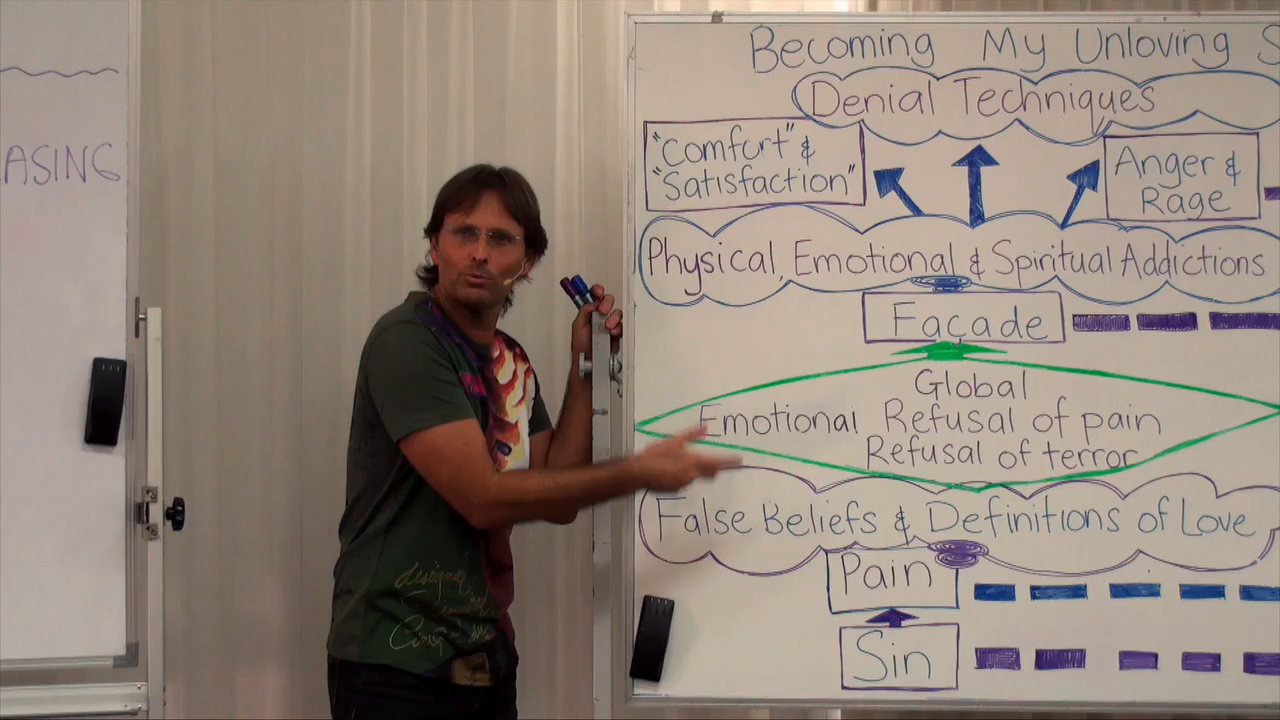 ASING
Becoming My Unloving S
Denial Techniques
"Comfort" &
"Satisfaction"
Anger &
Rage
Physical, Emotional & Spiritual Addictions
Façade
Global
Emotional Refusal of pain
Refusal of terror
False Beliefs & Definitions of Love
Pain
Sin